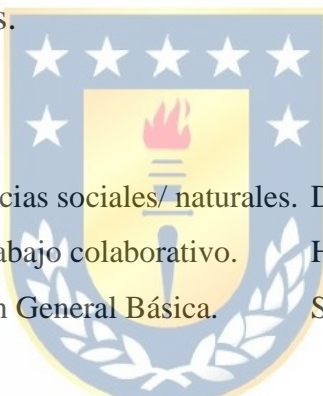 s.
cias sociales/ naturales. D
abajo colaborativo. H
n General Básica. S